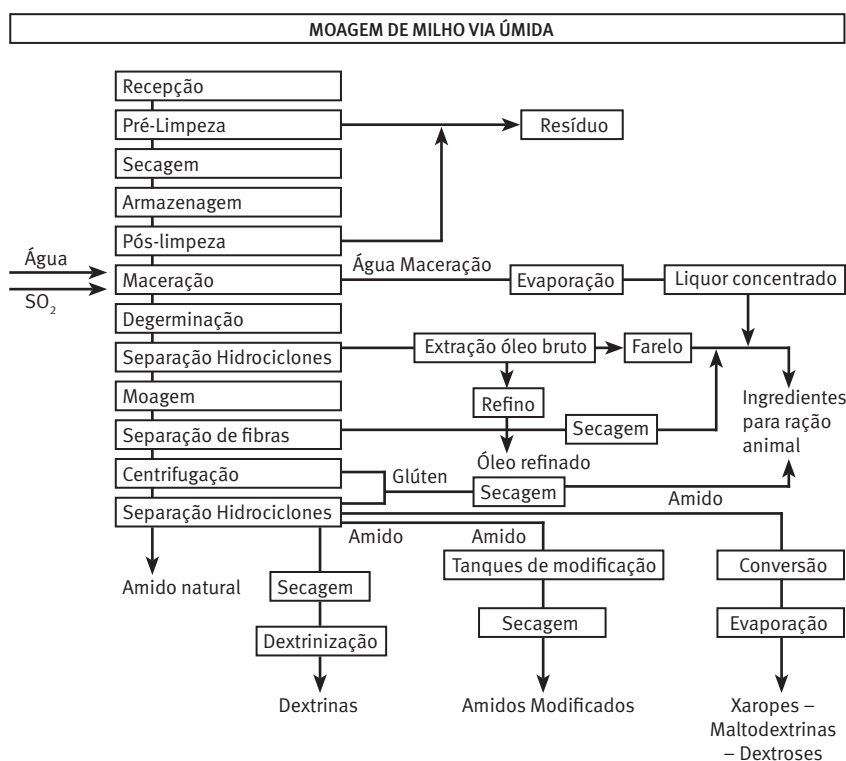 MOAGEM DE MILHO VIA ÚMIDA
Recepção
Pré-Limpeza
Resíduo
Secagem
Armazenagem
Pós-limpeza
Água
SO₂
Maceração
Água Maceração
Evaporação
Liquor concentrado
Degerminação
Separação Hidrociclones
Extração óleo bruto
Farelo
Moagem
Refino
Ingredientes
para ração
animal
Separação de fibras
Secagem
Óleo refinado
Centrifugação
Glúten
Secagem
Amido
Separação Hidrociclones
Amido
Amido
Amido natural
Secagem
Tanques de modificação
Conversão
Dextrinização
Secagem
Evaporação
Dextrinas
Amidos Modificados
Xaropes –
Maltodextrinas
– Dextroses